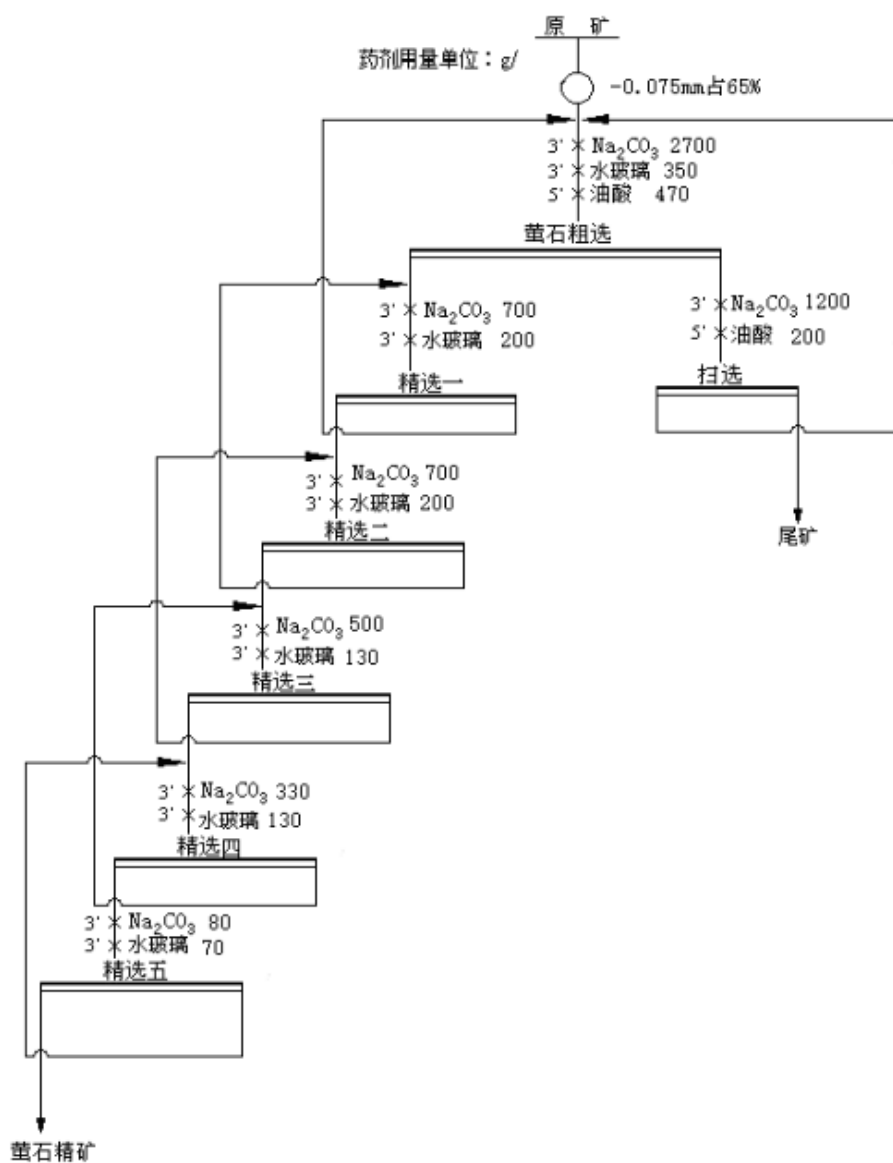 原 矿
药剂用量单位：g/
-0.075mm占65%
3' Na₂CO₃ 2700
3' 水玻璃 350
5' 油酸 470
萤石粗选
3' Na₂CO₃ 700
3' 水玻璃 200
精选一
3' Na₂CO₃ 1200
5' 油酸 200
扫选
尾矿
3' Na₂CO₃ 700
3' 水玻璃 200
精选二
3' Na₂CO₃ 500
3' 水玻璃 130
精选三
3' Na₂CO₃ 330
3' 水玻璃 130
精选四
3' Na₂CO₃ 80
3' 水玻璃 70
精选五
萤石精矿